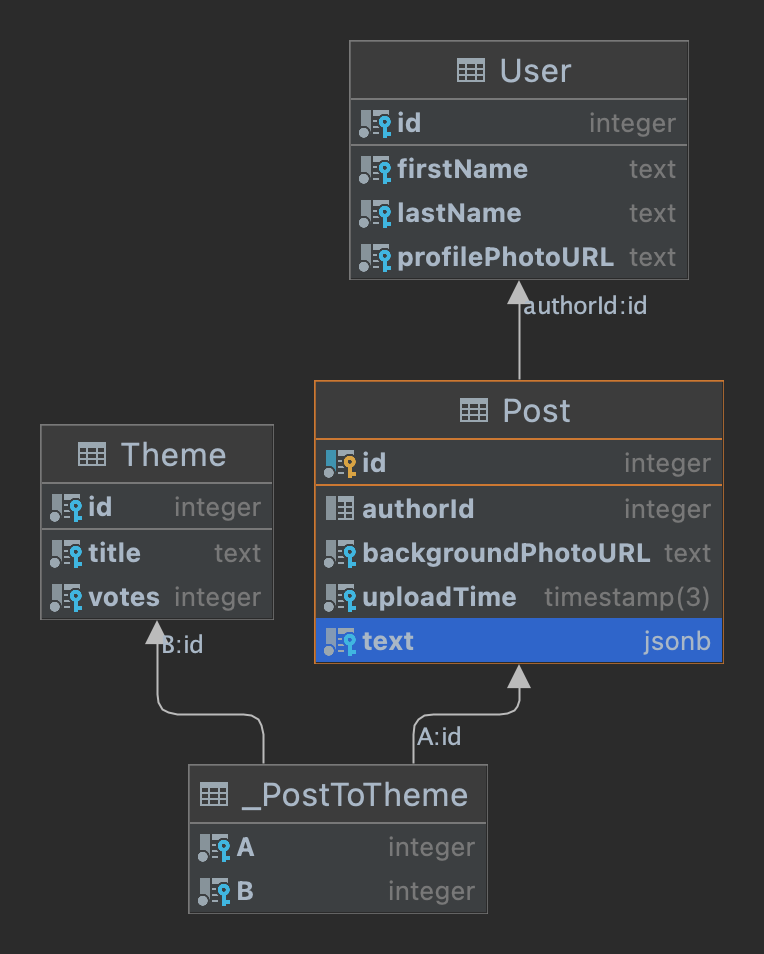 User
id integer
firstName text
lastName text
profilePhotoURL text
authorId:id
Post
id integer
authorId integer
backgroundPhotoURL text
uploadTime timestamp(3)
text jsonb
Theme
id integer
title text
votes integer
B:id
A:id
_PostToTheme
A integer
B integer